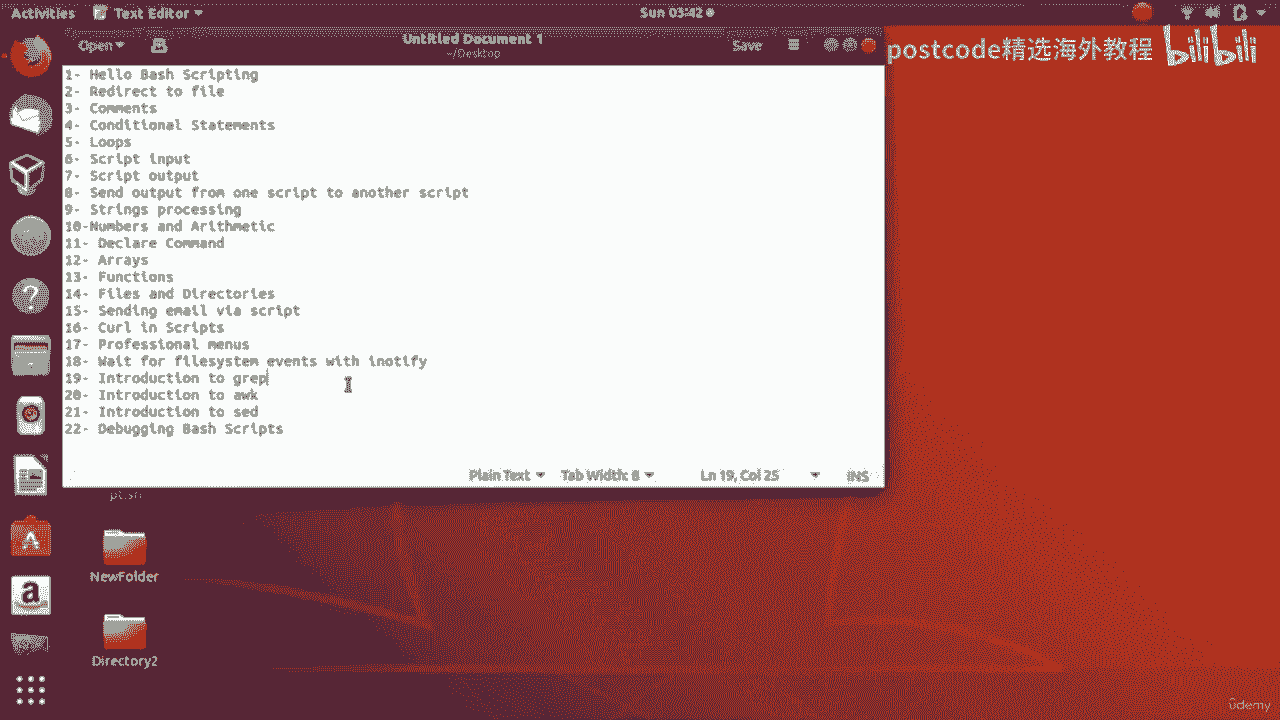 Activities Text Editor Sun 03:42
Open Untitled Document 1 Save
~/Desktop
postcode精选海外教程 bilibili
1- Hello Bash Scripting
2- Redirect to file
3- Comments
4- Conditional Statements
5- Loops
6- Script input
7- Script output
8- Send output from one script to another script
9- Strings processing
10-Numbers and Arithmetic
11- Declare Command
12- Arrays
13- Functions
14- Files and Directories
15- Sending email via script
16- Curl in Scripts
17- Professional menus
18- Wait for filesystem events with inotify
19- Introduction to grep
20- Introduction to awk
21- Introduction to sed
22- Debugging Bash Scripts
Plain Text Tab Width: 8 Ln 19, Col 25 INS
pt.sh
NewFolder
Directory2
ûdemy